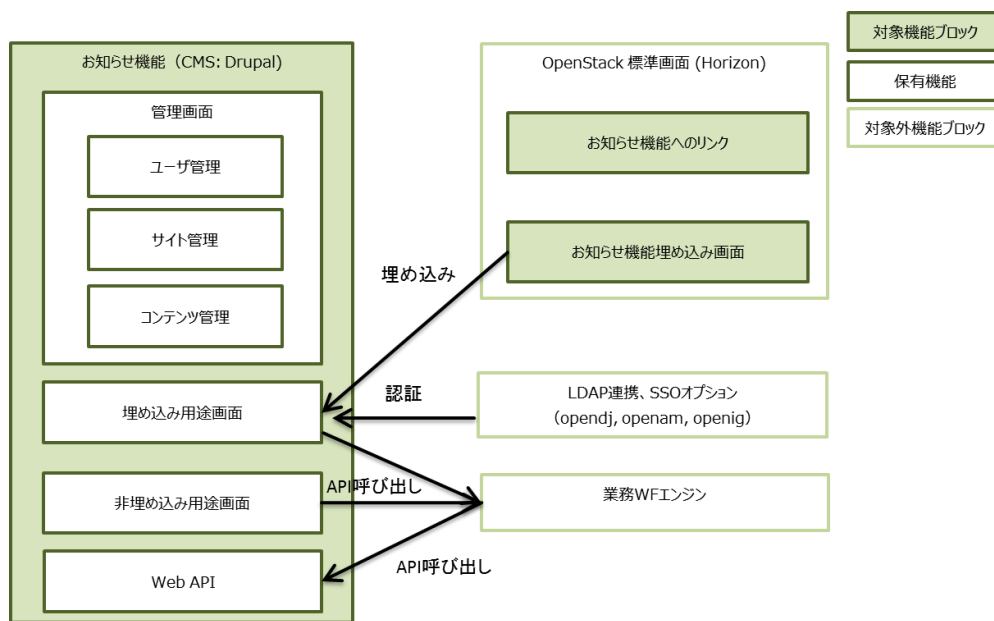 お知らせ機能（CMS: Drupal)
管理画面
ユーザ管理
サイト管理
コンテンツ管理
埋め込み用途画面
非埋め込み用途画面
Web API
埋め込み
認証
API呼び出し
API呼び出し
OpenStack 標準画面 (Horizon)
お知らせ機能へのリンク
お知らせ機能埋め込み画面
LDAP連携、SSOオプション
（opendj, openam, openig）
業務WFエンジン
対象機能ブロック
保有機能
対象外機能ブロック